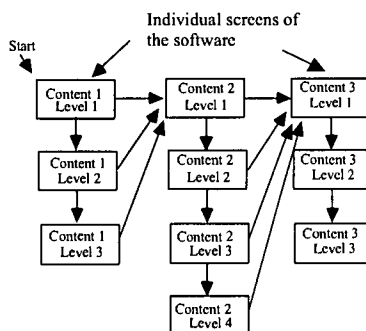 Individual screens of
the software
Start
Content 1
Level 1
Content 2
Level 1
Content 3
Level 1
Content 1
Level 2
Content 2
Level 2
Content 3
Level 2
Content 1
Level 3
Content 2
Level 3
Content 3
Level 3
Content 2
Level 4